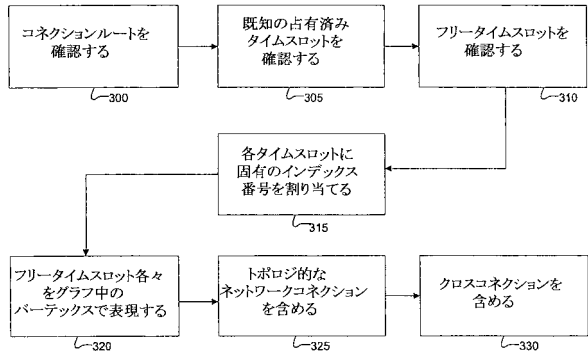 コネクションルートを
確認する
300
既知の占有済み
タイムスロットを
確認する
305
フリータイムスロット
を確認する
310
各タイムスロットに
固有のインデックス
番号を割り当てる
315
フリータイムスロット各々
をグラフ中の
バーテックスで表現する
320
トポロジ的な
ネットワークコネクション
を含める
325
クロスコネクションを
含める
330